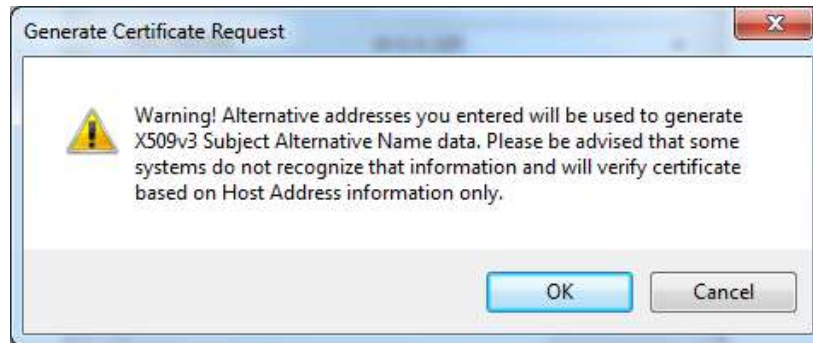 Generate Certificate Request
Warning! Alternative addresses you entered will be used to generate
X509v3 Subject Alternative Name data. Please be advised that some
systems do not recognize that information and will verify certificate
based on Host Address information only.
OK
Cancel